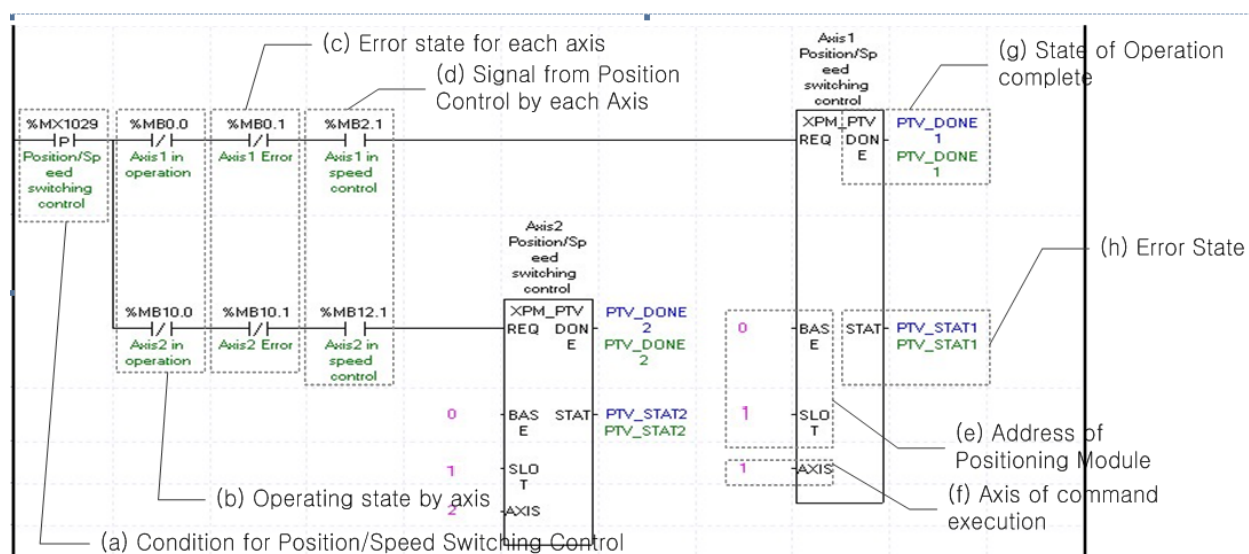 (c) Error state for each axis
(d) Signal from Position
Control by each Axis
Axis1
Position/Sp
eed
switching
control
(g) State of Operation
complete
%MX1029
P
Position/Sp
eed
switching
control
%MB0.0
Axis1 in
operation
%MB0.1
Axis1 Error
%MB2.1
Axis1 in
speed
control
XPM_PTV
REQ DON
E
PTV_DONE
1
PTV_DONE
1
Axis2
Position/Sp
eed
switching
control
(h) Error State
%MB10.0
Axis2 in
operation
%MB10.1
Axis2 Error
%MB12.1
Axis2 in
speed
control
XPM_PTV
REQ DON
E
PTV_DONE
2
PTV_DONE
2
0
BAS
E
STAT
PTV_STAT1
PTV_STAT1
0
BAS
E
STAT
PTV_STAT2
PTV_STAT2
1
SLO
T
(e) Address of
Positioning Module
1
SLO
T
1
AXIS
(f) Axis of command
execution
2
AXIS
(b) Operating state by axis
(a) Condition for Position/Speed Switching Control